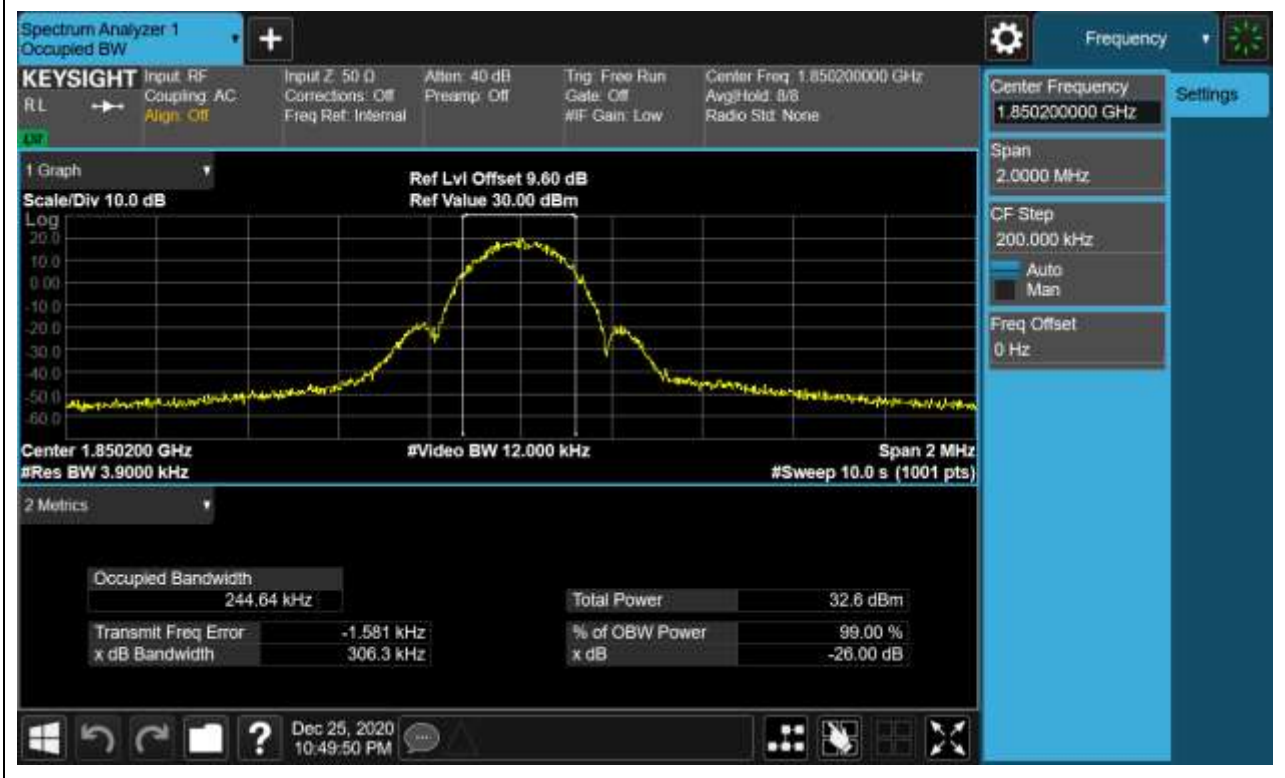 Spectrum Analyzer 1
Occupied BW
+
Frequency
KEYSIGHT Input: RF Input Z: 50 Ω Atten: 40 dB Trig: Free Run Center Freq: 1.850200000 GHz
RL Coupling: AC Corrections: Off Preamp: Off Gate: Off Avg|Hold: 8/8
Align: Off Freq Ref: Internal #IF Gain: Low Radio Std: None
Center Frequency
1.850200000 GHz
Settings
Span
2.0000 MHz
CF Step
200.000 kHz
Auto
Man
Freq Offset
0 Hz
1 Graph
Ref Lvl Offset 9.60 dB
Scale/Div 10.0 dB Ref Value 30.00 dBm
Log
20.0
10.0
0.00
-10.0
-20.0
-30.0
-40.0
-50.0
-60.0
Center 1.850200 GHz #Video BW 12.000 kHz Span 2 MHz
#Res BW 3.9000 kHz #Sweep 10.0 s (1001 pts)
2 Metrics
Occupied Bandwidth
244.64 kHz Total Power 32.6 dBm
Transmit Freq Error -1.581 kHz % of OBW Power 99.00 %
x dB Bandwidth 306.3 kHz x dB -26.00 dB
?
Dec 25, 2020
10:49:50 PM